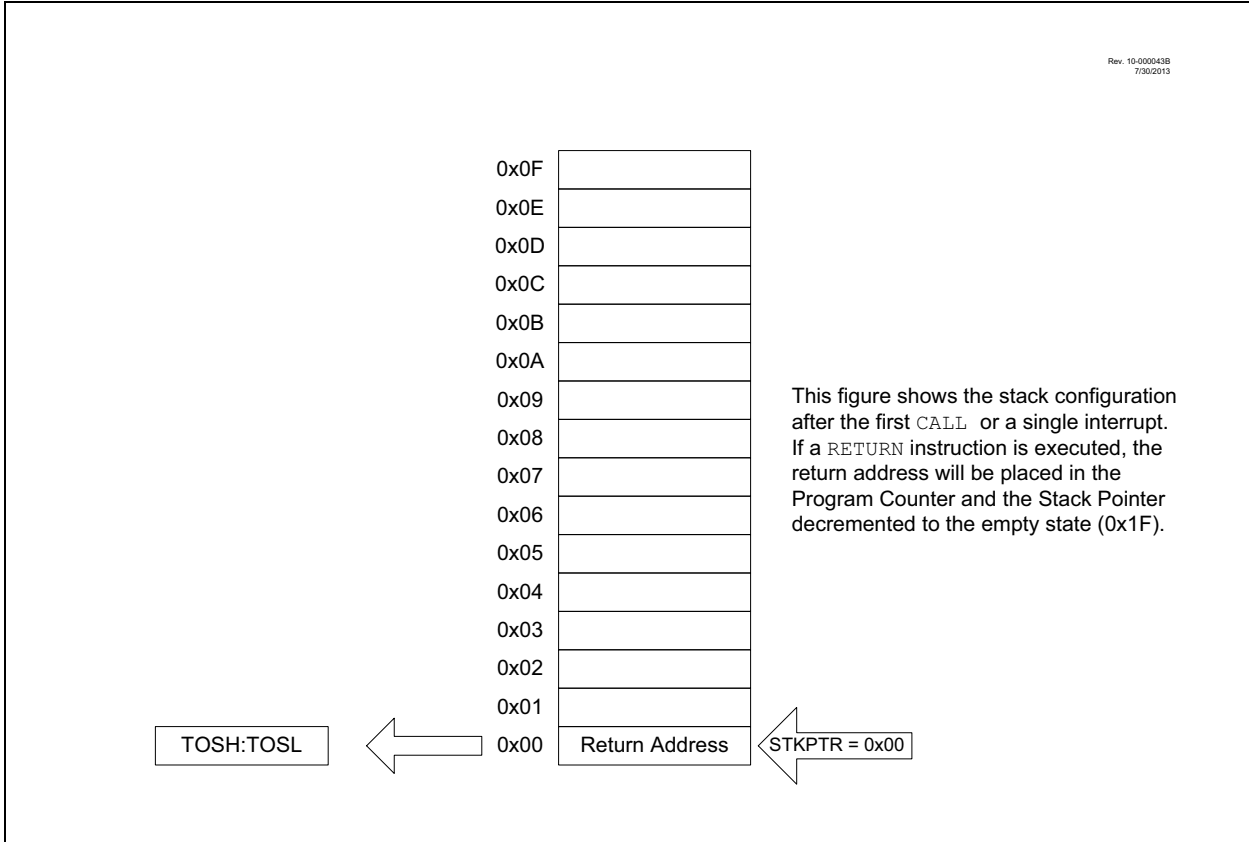 Rev. 10-000043B
7/30/2013
0x0F
0x0E
0x0D
0x0C
0x0B
0x0A
0x09
0x08
0x07
0x06
0x05
0x04
0x03
0x02
0x01
0x00
This figure shows the stack configuration
after the first CALL or a single interrupt.
If a RETURN instruction is executed, the
return address will be placed in the
Program Counter and the Stack Pointer
decremented to the empty state (0x1F).
TOSH:TOSL
Return Address
STKPTR = 0x00